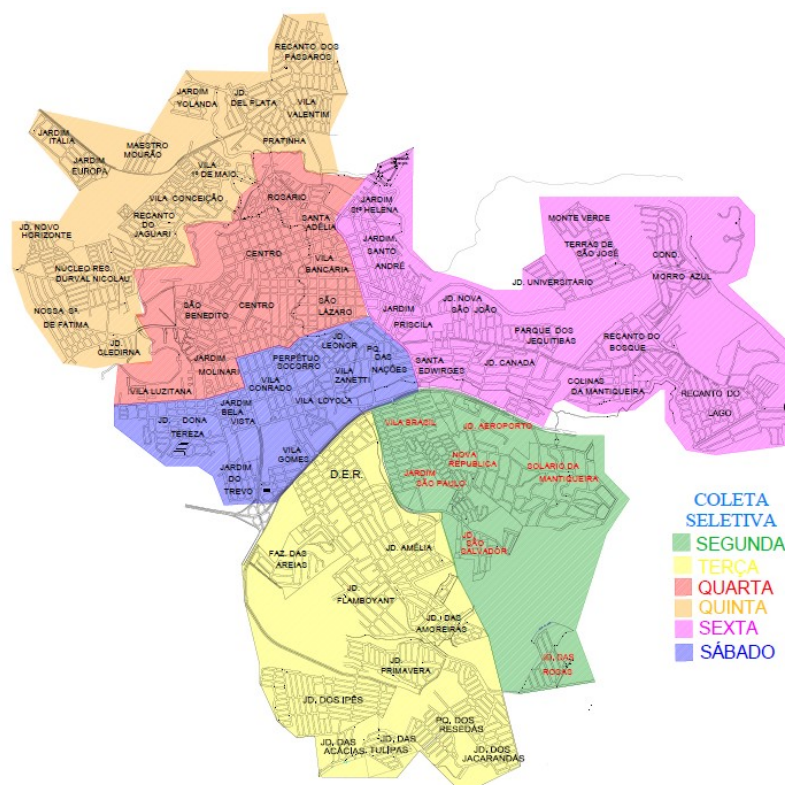 RECANTO DOS
PÁSSAROS
JARDIM
YOLANDA
JD.
DEL PLATA
VILA
VALENTIM
JARDIM
ITÁLIA
MAESTRO
MOURÃO
PRATINHA
JARDIM
EUROPA
VILA
1º DE MAIO.
VILA CONCEIÇÃO
RECANTO
DO
JAGUARI
JD. NOVO
HORIZONTE
NÚCLEO RES.
DURVAL NICOLAU
NOSSA Sª.
DE FATIMA
JD.
GLEDIRNA
ROSÁRIO
SANTA
ADÉLIA
CENTRO
VILA
BANCÁRIA
SÃO
BENEDITO
CENTRO
SÃO
LÁZARO
JARDIM
MOLINARI
VILA LUZITANA
JARDIM
Stª HELENA
JARDIM
SANTO
ANDRÉ
JARDIM
PRISCILA
JD. NOVA
SÃO JOÃO
MONTE VERDE
TERRAS DE
SÃO JOSÉ
COND.
MORRO AZUL
JD. UNIVERSITÁRIO
PARQUE DOS
JEQUITIBÁS
RECANTO DO
BOSQUE
SANTA
EDWIRGES
JD. CANADÁ
COLINAS
DA MANTIQUEIRA
RECANTO DO
LAGO
JD.
LEONOR
PERPÉTUO
SOCORRO
PQ.
DAS
NAÇÕES
VILA
CONRADO
VILA
ZANETTI
JARDIM
BELA
VISTA
VILA LOYOLA
JD. DONA
TEREZA
VILA
GOMES
JARDIM
DO
TREVO
VILA BRASIL
JD. AEROPORTO
NOVA
REPÚBLICA
JARDIM
SÃO PAULO
SOLÁRIO DA
MANTIQUEIRA
JD.
SÃO
SALVADOR
JD. DAS
ROSAS
D.E.R.
FAZ. DAS
AREIAS
JD. AMÉLIA
JD.
FLAMBOYANT
JD. DAS
AMOREIRAS
JD.
PRIMAVERA
JD. DOS IPÊS
PQ. DOS
RESEDÁS
JD. DAS
ACÁCIAS
JD. DAS
TULIPAS
JD. DOS
JACARANDÁS
COLETA
SELETIVA
SEGUNDA
TERÇA
QUARTA
QUINTA
SEXTA
SÁBADO